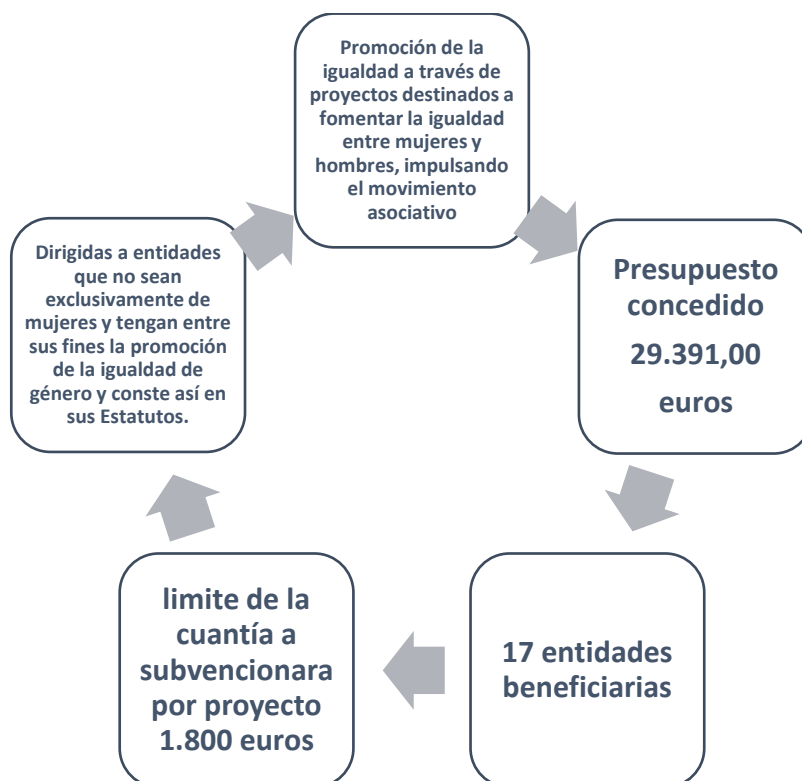 Promoción de la
igualdad a través de
proyectos destinados a
fomentar la igualdad
entre mujeres y
hombres, impulsando
el movimiento
asociativo
Presupuesto
concedido
29.391,00
euros
17 entidades
beneficiarias
limite de la
cuantía a
subvencionara
por proyecto
1.800 euros
Dirigidas a entidades
que no sean
exclusivamente de
mujeres y tengan entre
sus fines la promoción
de la igualdad de
género y conste así en
sus Estatutos.